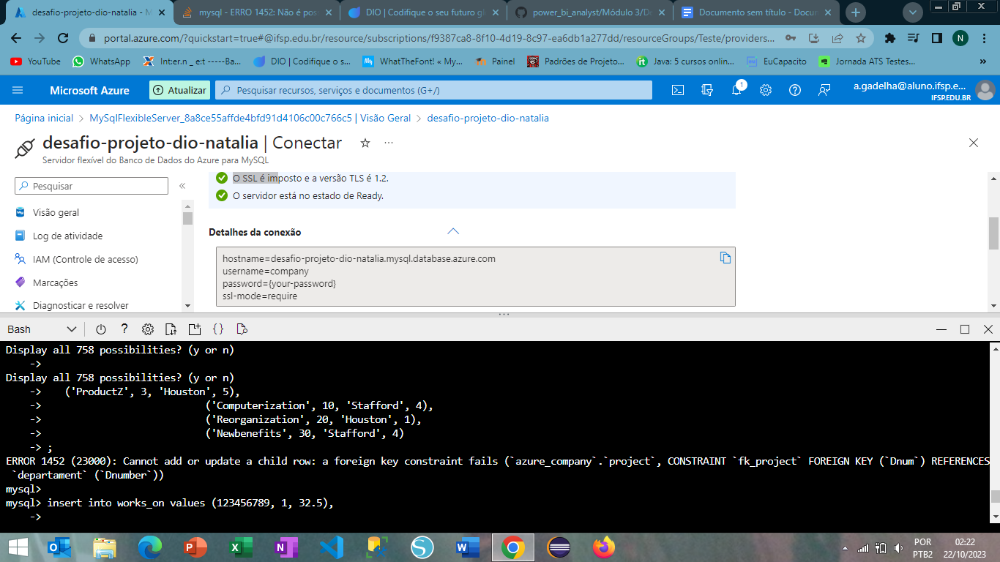 desafio-projeto-dio-natalia - M
mysql - ERRO 1452: Não é pos
DIO | Codifique o seu futuro gl
power_bi_analyst/Módulo 3/De
Documento sem título - Docun
portal.azure.com/?quickstart=true#@ifsp.edu.br/resource/subscriptions/f9387ca8-8f10-4d19-8c97-ea6db1a277dd/resourceGroups/Teste/providers...
N
YouTube
WhatsApp
Int:er.n _ e:t -----Ba...
DIO | Codifique o s...
WhatTheFont! « My...
Painel
Padrões de Projeto...
Java: 5 cursos onlin...
EuCapacito
Jornada ATS Testes...
»
Microsoft Azure
Atualizar
Pesquisar recursos, serviços e documentos (G+/)
1
a.gadelha@aluno.ifsp.e...
IFSP.EDU.BR
Página inicial > MySqlFlexibleServer_8a8ce55affde4bfd91d4106c00c766c5 | Visão Geral > desafio-projeto-dio-natalia
desafio-projeto-dio-natalia | Conectar
Servidor flexível do Banco de Dados do Azure para MySQL
Pesquisar
«
Visão geral
Log de atividade
IAM (Controle de acesso)
Marcações
Diagnosticar e resolver
O SSL é imposto e a versão TLS é 1.2.
O servidor está no estado de Ready.
Detalhes da conexão
hostname=desafio-projeto-dio-natalia.mysql.database.azure.com
username=company
password={your-password}
ssl-mode=require
Bash
Display all 758 possibilities? (y or n)
->
Display all 758 possibilities? (y or n)
-> ('ProductZ', 3, 'Houston', 5),
-> ('Computerization', 10, 'Stafford', 4),
-> ('Reorganization', 20, 'Houston', 1),
-> ('Newbenefits', 30, 'Stafford', 4)
-> ;
ERROR 1452 (23000): Cannot add or update a child row: a foreign key constraint fails (`azure_company`.`project`, CONSTRAINT `fk_project` FOREIGN KEY (`Dnum`) REFERENCES
`departament` (`Dnumber`))
mysql>
mysql> insert into works_on values (123456789, 1, 32.5),
->
POR
PTB2
02:22
22/10/2023